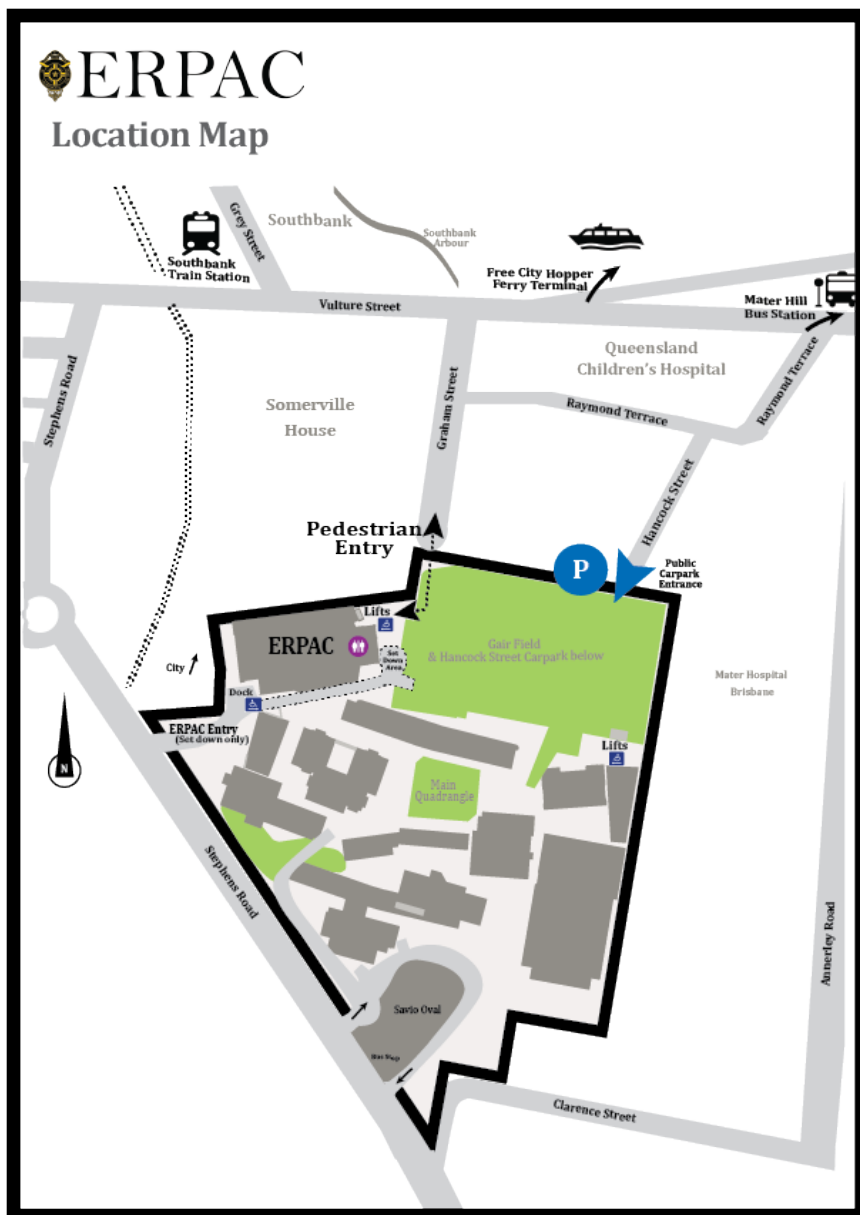 ERPAC
Location Map
Grey Street
Southbank
Southbank
Arbour
Southbank
Train Station
Free City Hopper
Ferry Terminal
Mater Hill
Bus Station
Vulture Street
Stephens Road
Somerville
House
Graham Street
Queensland
Children's Hospital
Raymond Terrace
Raymond Terrace
Hancock Street
Pedestrian
Entry
P
Public
Carpark
Entrance
Lifts
ERPAC
Set
Down
Area
Gair Field
& Hancock Street Carpark below
City
Dock
Mater Hospital
Brisbane
ERPAC Entry
(Set down only)
Lifts
N
Main
Quadrangle
Stephens Road
Annerley Road
Savio Oval
Clarence Street